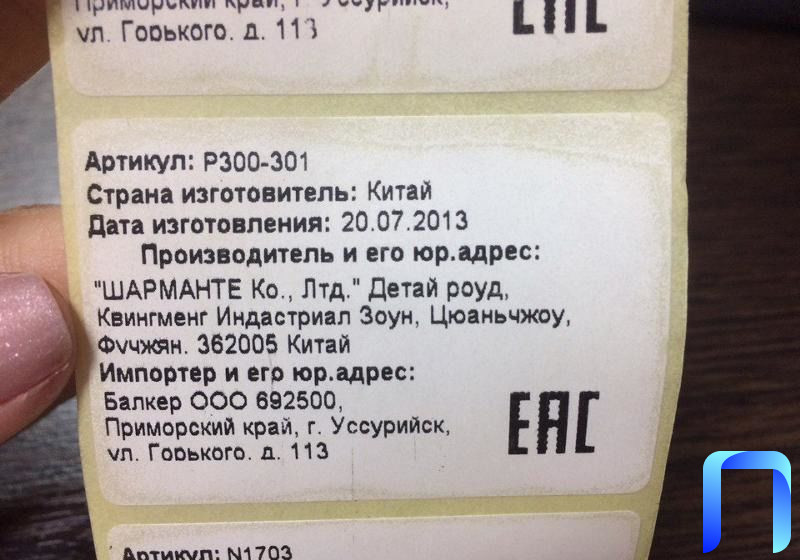 Приморский край, г. Уссурийск,
ул. Горького, д. 113
ЕАС
Артикул: P300-301
Страна изготовитель: Китай
Дата изготовления: 20.07.2013
Производитель и его юр.адрес:
"ШАРМАНТЕ Ко., Лтд." Детай роуд,
Квингменг Индастриал Зоун, Цюаньчжоу,
Фучжян. 362005 Китай
Импортер и его юр.адрес:
Балкер ООО 692500,
Приморский край, г. Уссурийск,
ул. Горького, д. 113
ЕАС
Артикул: N1703